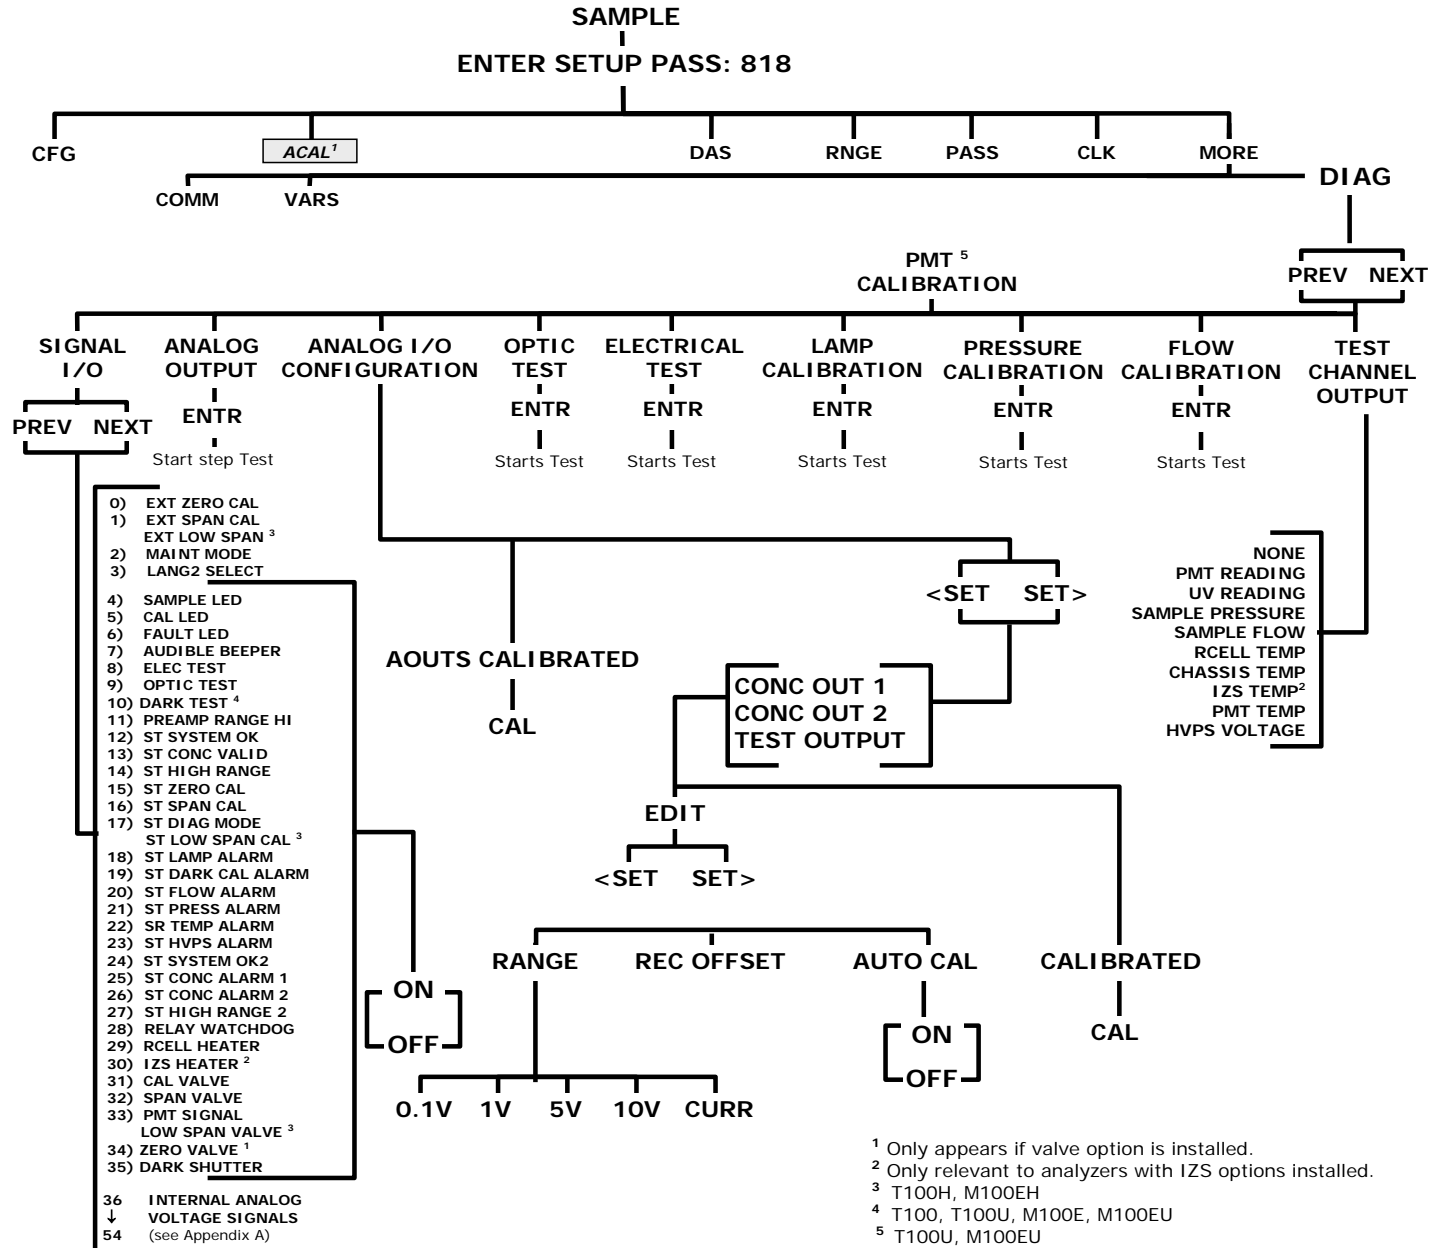 SAMPLE
ENTER SETUP PASS: 818
CFG
ACAL¹
DAS
RNGE
PASS
CLK
MORE
COMM
VARS
DIAG
PREV NEXT
PMT ⁵
CALIBRATION
SIGNAL
I/O
ANALOG
OUTPUT
ANALOG I/O
CONFIGURATION
OPTIC
TEST
ELECTRICAL
TEST
LAMP
CALIBRATION
PRESSURE
CALIBRATION
FLOW
CALIBRATION
TEST
CHANNEL
OUTPUT
PREV NEXT
ENTR
ENTR
ENTR
ENTR
ENTR
ENTR
Start step Test
Starts Test
Starts Test
Starts Test
Starts Test
Starts Test
0) EXT ZERO CAL
1) EXT SPAN CAL
EXT LOW SPAN ³
2) MAINT MODE
3) LANG2 SELECT
4) SAMPLE LED
5) CAL LED
6) FAULT LED
7) AUDIBLE BEEPER
8) ELEC TEST
9) OPTIC TEST
10) DARK TEST ⁴
11) PREAMP RANGE HI
12) ST SYSTEM OK
13) ST CONC VALID
14) ST HIGH RANGE
15) ST ZERO CAL
16) ST SPAN CAL
17) ST DIAG MODE
ST LOW SPAN CAL ³
18) ST LAMP ALARM
19) ST DARK CAL ALARM
20) ST FLOW ALARM
21) ST PRESS ALARM
22) SR TEMP ALARM
23) ST HVPS ALARM
24) ST SYSTEM OK2
25) ST CONC ALARM 1
26) ST CONC ALARM 2
27) ST HIGH RANGE 2
28) RELAY WATCHDOG
29) RCELL HEATER
30) IZS HEATER ²
31) CAL VALVE
32) SPAN VALVE
33) PMT SIGNAL
LOW SPAN VALVE ³
34) ZERO VALVE ¹
35) DARK SHUTTER
36 INTERNAL ANALOG
↓ VOLTAGE SIGNALS
54 (see Appendix A)
ON
OFF
AOUTS CALIBRATED
CAL
<SET SET>
CONC OUT 1
CONC OUT 2
TEST OUTPUT
EDIT
<SET SET>
RANGE
REC OFFSET
AUTO CAL
CALIBRATED
ON
OFF
CAL
0.1V 1V 5V 10V CURR
NONE
PMT READING
UV READING
SAMPLE PRESSURE
SAMPLE FLOW
RCELL TEMP
CHASSIS TEMP
IZS TEMP²
PMT TEMP
HVPS VOLTAGE
¹ Only appears if valve option is installed.
² Only relevant to analyzers with IZS options installed.
³ T100H, M100EH
⁴ T100, T100U, M100E, M100EU
⁵ T100U, M100EU